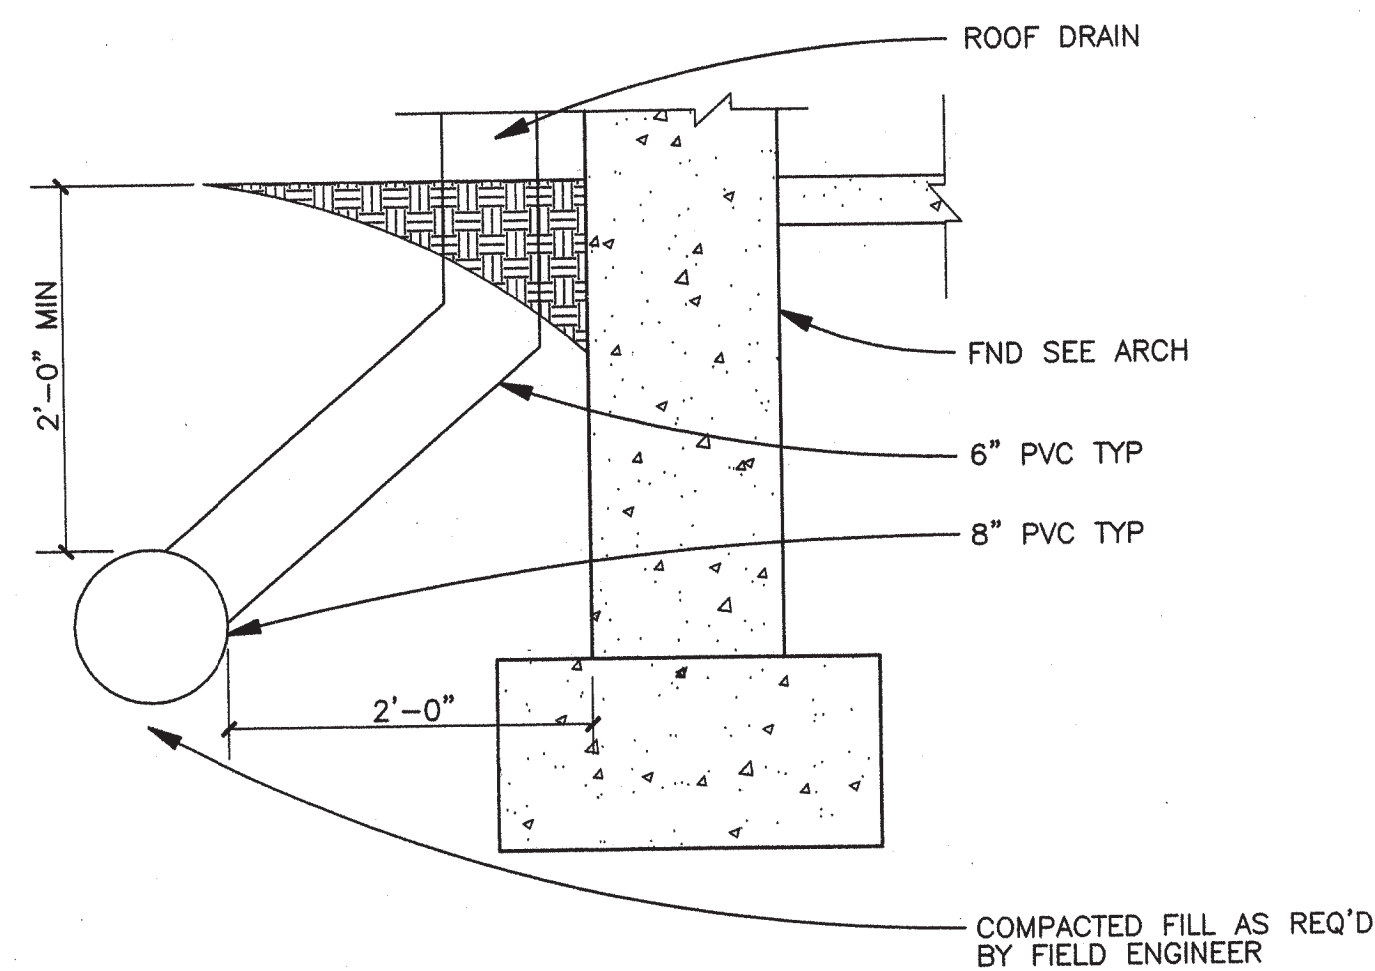 ROOF DRAIN
2'-0" MIN
FND SEE ARCH
6" PVC TYP
8" PVC TYP
2'-0"
COMPACTED FILL AS REQ'D
BY FIELD ENGINEER